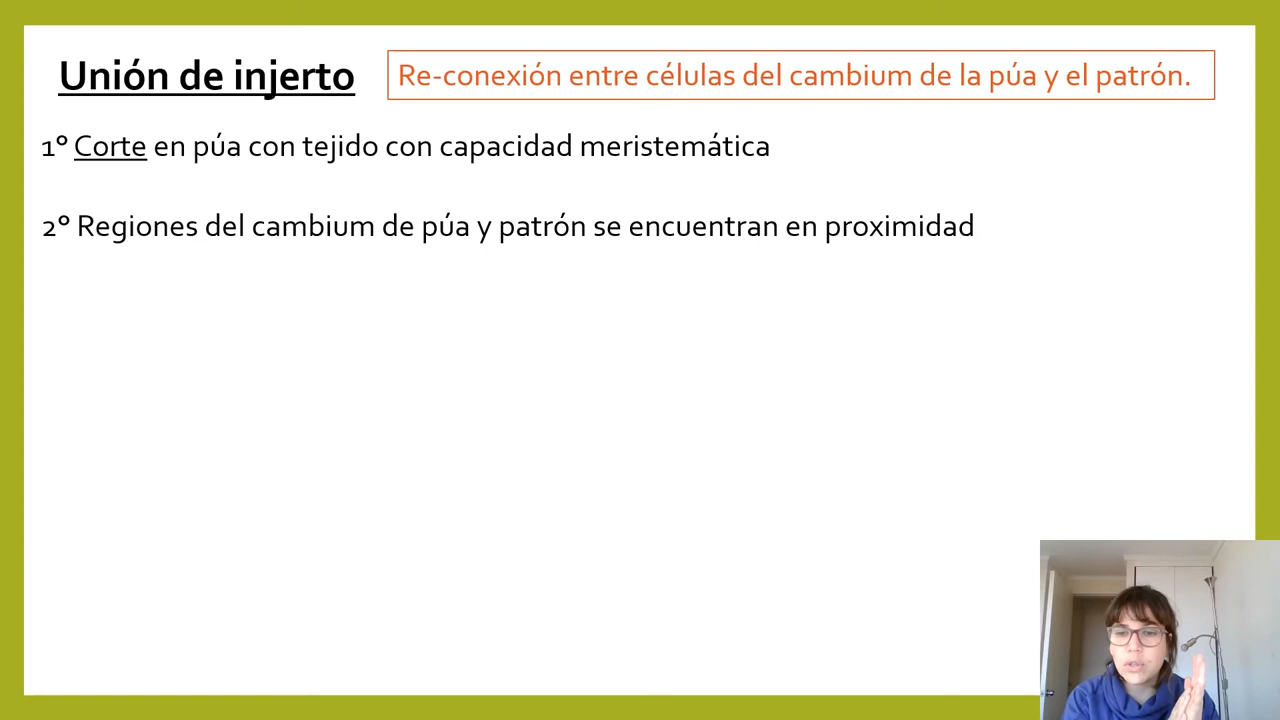 Unión de injerto
Re-conexión entre células del cambium de la púa y el patrón.
1° Corte en púa con tejido con capacidad meristemática
2° Regiones del cambium de púa y patrón se encuentran en proximidad